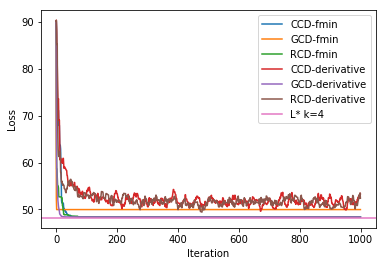 90
80
70
60
50
0
200
400
600
800
1000
Loss
Iteration
CCD-fmin
GCD-fmin
RCD-fmin
CCD-derivative
GCD-derivative
RCD-derivative
L* k=4